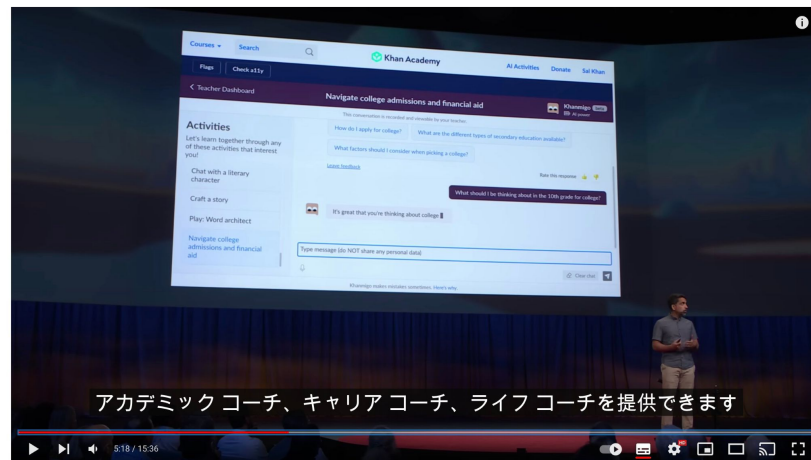 Courses
Search
Khan Academy
AI Activities
Donate
Sal Khan
Flags
Check a11y
Teacher Dashboard
Navigate college admissions and financial aid
Khanmigo
This conversation is recorded and viewable by your teacher.
Activities
Let's learn together through any
of these activities that interest
you!
Chat with a literary
character
Craft a story
Play: Word architect
Navigate college
admissions and financial
aid
How do I apply for college?
What are the different types of secondary education available?
What factors should I consider when picking a college?
Leave feedback
Rate this response
What should I be thinking about in the 10th grade for college?
It's great that you're thinking about college
Type message (do NOT share any personal data)
Clear chat
Khanmigo makes mistakes sometimes. Here's why.
アカデミック コーチ、キャリア コーチ、ライフ コーチを提供できます
5:18 / 15:36
HD